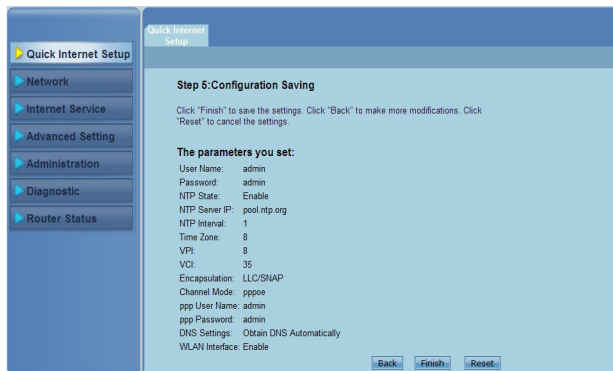 Quick Internet
Setup
Quick Internet Setup
Network
Internet Service
Advanced Setting
Administration
Diagnostic
Router Status
Step 5:Configuration Saving
Click "Finish" to save the settings. Click "Back" to make more modifications. Click
"Reset" to cancel the settings.
The parameters you set:
User Name: admin
Password: admin
NTP State: Enable
NTP Server IP: pool.ntp.org
NTP Interval: 1
Time Zone: 8
VPI: 8
VCI: 35
Encapsulation: LLC/SNAP
Channel Mode: pppoe
ppp User Name: admin
ppp Password: admin
DNS Settings: Obtain DNS Automatically
WLAN Interface: Enable
Back Finish Reset